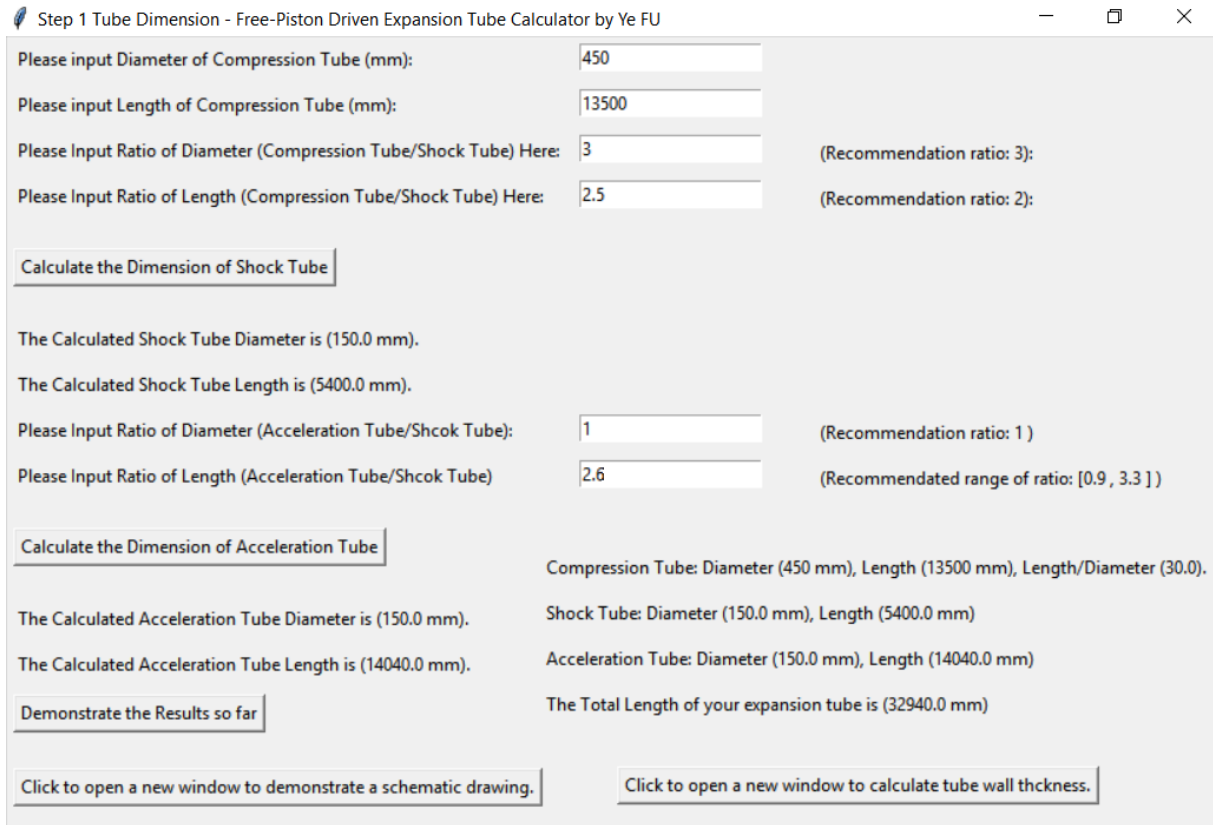 Step 1 Tube Dimension - Free-Piston Driven Expansion Tube Calculator by Ye FU
Please input Diameter of Compression Tube (mm): 450
Please input Length of Compression Tube (mm): 13500
Please Input Ratio of Diameter (Compression Tube/Shock Tube) Here: 3 (Recommendation ratio: 3):
Please Input Ratio of Length (Compression Tube/Shock Tube) Here: 2.5 (Recommendation ratio: 2):
Calculate the Dimension of Shock Tube
The Calculated Shock Tube Diameter is (150.0 mm).
The Calculated Shock Tube Length is (5400.0 mm).
Please Input Ratio of Diameter (Acceleration Tube/Shcok Tube): 1 (Recommendation ratio: 1 )
Please Input Ratio of Length (Acceleration Tube/Shcok Tube) 2.6 (Recommendated range of ratio: [0.9 , 3.3 ] )
Calculate the Dimension of Acceleration Tube
Compression Tube: Diameter (450 mm), Length (13500 mm), Length/Diameter (30.0).
The Calculated Acceleration Tube Diameter is (150.0 mm).
Shock Tube: Diameter (150.0 mm), Length (5400.0 mm)
The Calculated Acceleration Tube Length is (14040.0 mm).
Acceleration Tube: Diameter (150.0 mm), Length (14040.0 mm)
Demonstrate the Results so far
The Total Length of your expansion tube is (32940.0 mm)
Click to open a new window to demonstrate a schematic drawing.
Click to open a new window to calculate tube wall thckness.